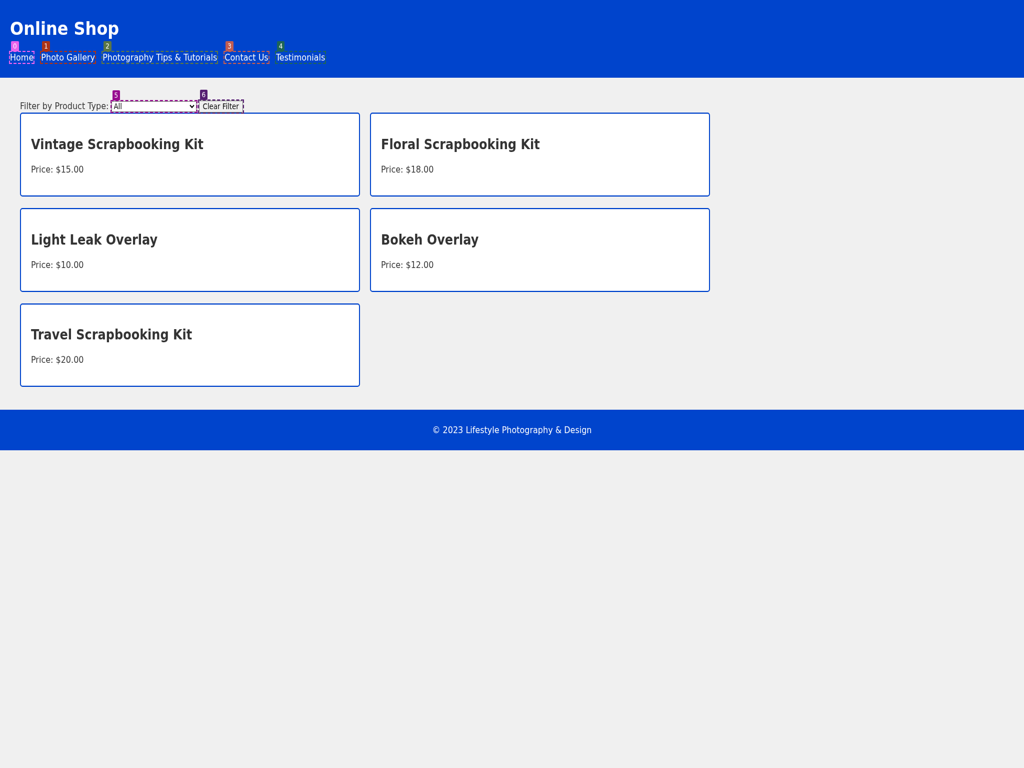 Online Shop
0 1 2 3 4
Home Photo Gallery Photography Tips & Tutorials Contact Us Testimonials
5 6
Filter by Product Type: All Clear Filter
Vintage Scrapbooking Kit
Price: $15.00
Floral Scrapbooking Kit
Price: $18.00
Light Leak Overlay
Price: $10.00
Bokeh Overlay
Price: $12.00
Travel Scrapbooking Kit
Price: $20.00
© 2023 Lifestyle Photography & Design